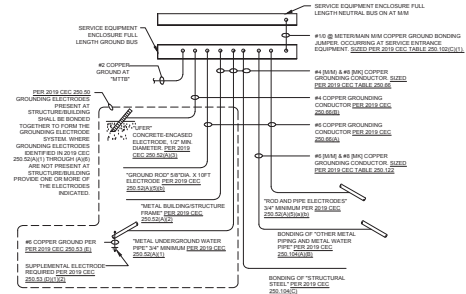 SERVICE EQUIPMENT ENCLOSURE FULL
LENGTH NEUTRAL BUS ON AT M/M
SERVICE EQUIPMENT
ENCLOSURE FULL
LENGTH GROUND BUS
#1/0 @ METER/MAIN M/M COPPER GROUND BONDING
JUMPER. OCCURRING AT SERVICE ENTRANCE
EQUIPMENT. SIZED PER 2019 CEC TABLE 250.102(C)(1).
#2 COPPER
GROUND AT
"MTTB"
#4 [M/M] & #8 [MK] COPPER
GROUNDING CONDUCTOR. SIZED
PER 2019 CEC TABLE 250.66
#4 COPPER GROUNDING
CONDUCTOR PER 2019 CEC
250.66(B)
#6 COPPER GROUNDING
CONDUCTOR PER 2019 CEC
250.66(A)
#6 [M/M] & #8 [MK] COPPER
GROUNDING CONDUCTOR. SIZED
PER 2019 CEC TABLE 250.122
PER 2019 CEC 250.50
GROUNDING ELECTRODES
PRESENT AT
STRUCTURE/BUILDING
SHALL BE BONDED
TOGETHER TO FORM THE
GROUNDING ELECTRODE
SYSTEM. WHERE
GROUNDING ELECTRODES
IDENTIFIED IN 2019 CEC
250.52(A)(1) THROUGH (A)(6)
ARE NOT PRESENT AT
STRUCTURE/BUILDING
PROVIDE ONE OR MORE OF
THE ELECTRODES
INDICATED.
"UFER"
CONCRETE-ENCASED
ELECTRODE, 1/2" MIN.
DIAMETER. PER 2019
CEC 250.52(A)(3)
"GROUND ROD" 5/8"DIA. X 10FT
ELECTRODE PER 2019 CEC
250.52(A)(5)(b)
"METAL BUILDING/STRUCTURE
FRAME" PER 2019 CEC
250.52(A)(2)
"METAL UNDERGROUND WATER
PIPE" 3/4" MINIMUM PER 2019 CEC
250.52(A)(1)
"ROD AND PIPE ELECTRODES"
3/4" MINIMUM PER 2019 CEC
250.52(A)(5)(a)(b)
BONDING OF "OTHER METAL
PIPING AND METAL WATER
PIPE" PER 2019 CEC
250.104(A)(B)
BONDING OF "STRUCTURAL
STEEL" PER 2019 CEC
250.104(C)
#6 COPPER GROUND PER
PER 2019 CEC 250.53 (E)
SUPPLEMENTAL ELECTRODE
REQUIRED PER 2019 CEC
250.53 (D)(1)(2)